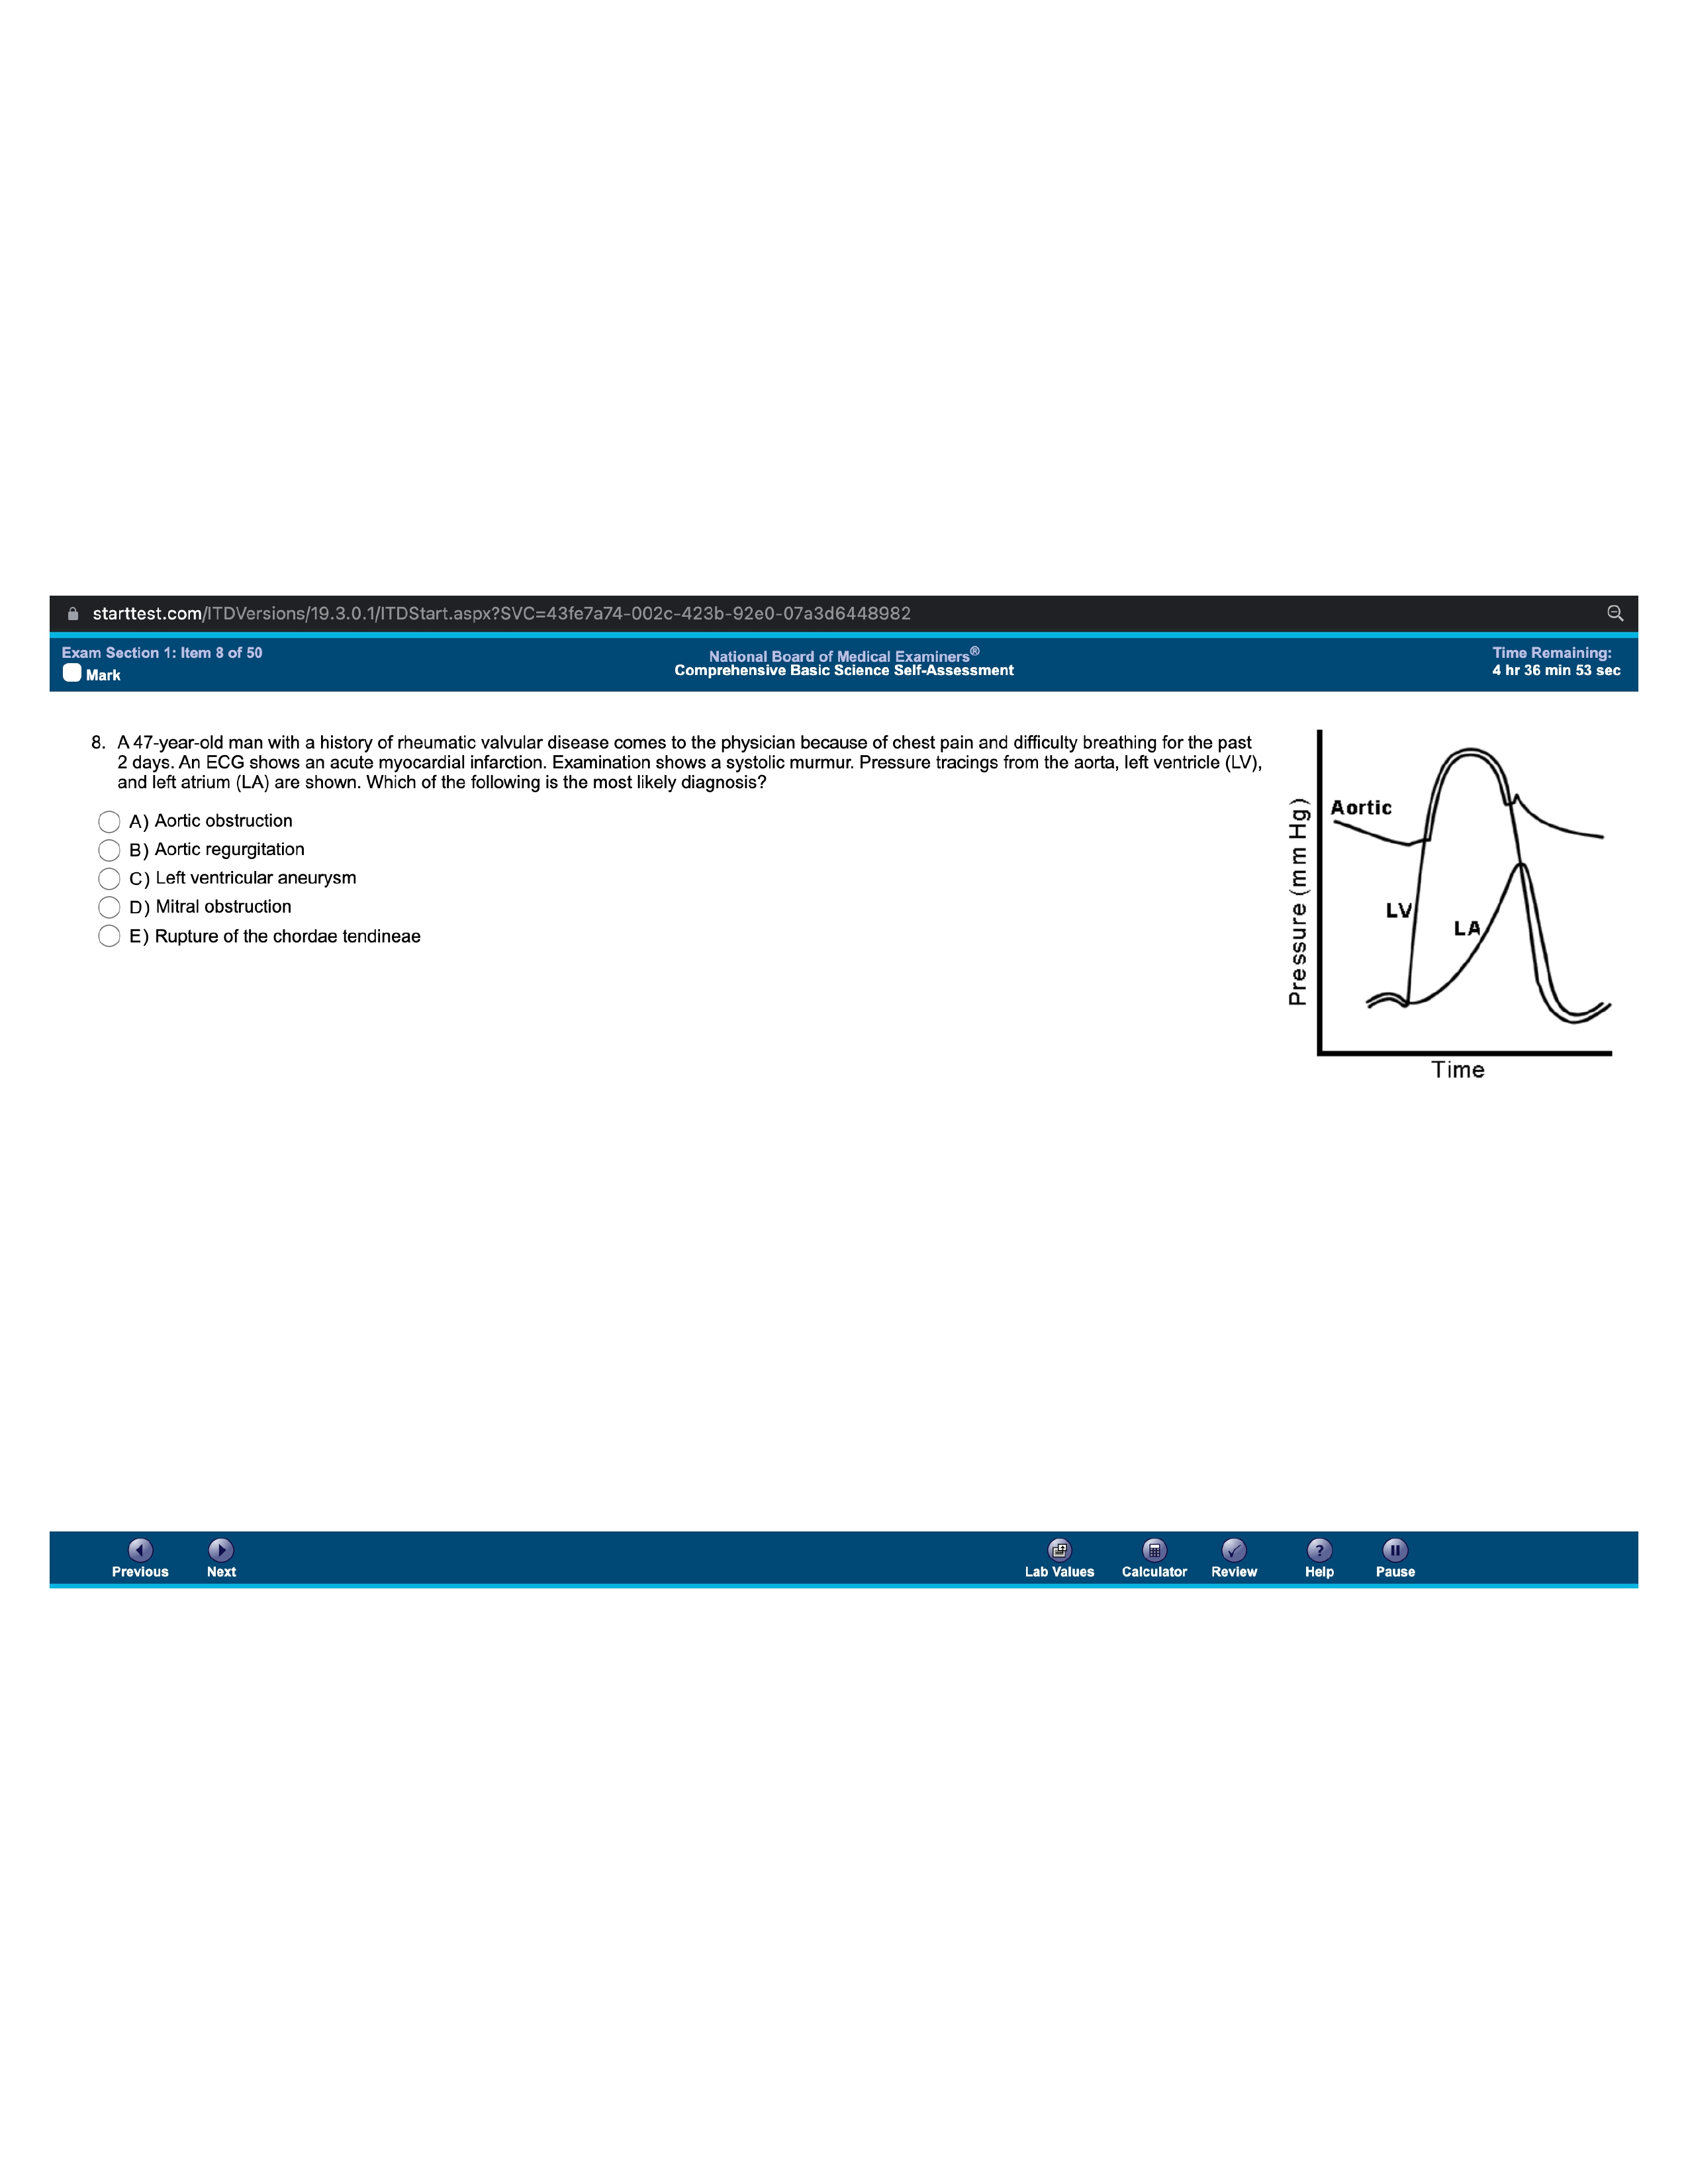 starttest.com/ITDVersions/19.3.0.1/ITDStart.aspx?SVC=43fe7a74-002c-423b-92e0-07a3d6448982
Exam Section 1: Item 8 of 50
Mark
National Board of Medical Examiners®
Comprehensive Basic Science Self-Assessment
Time Remaining:
4 hr 36 min 53 sec
8. A 47-year-old man with a history of rheumatic valvular disease comes to the physician because of chest pain and difficulty breathing for the past
2 days. An ECG shows an acute myocardial infarction. Examination shows a systolic murmur. Pressure tracings from the aorta, left ventricle (LV),
and left atrium (LA) are shown. Which of the following is the most likely diagnosis?
A) Aortic obstruction
B) Aortic regurgitation
C) Left ventricular aneurysm
D) Mitral obstruction
E) Rupture of the chordae tendineae
Pressure (mm Hg)
Aortic
LV
LA
Time
Previous
Next
Lab Values
Calculator
Review
Help
Pause